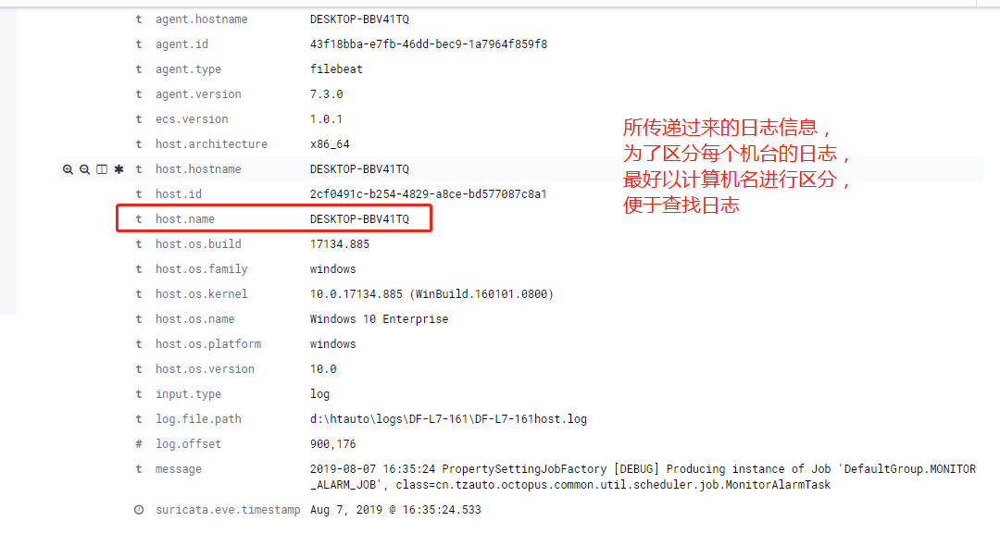 t agent.hostname DESKTOP-BBV41TQ
t agent.id 43f18bba-e7fb-46dd-bec9-1a7964f859f8
t agent.type filebeat
t agent.version 7.3.0
t ecs.version 1.0.1
t host.architecture x86_64
t host.hostname DESKTOP-BBV41TQ
t host.id 2cf0491c-b254-4829-a8ce-bd577087c8a1
t host.name DESKTOP-BBV41TQ
t host.os.build 17134.885
t host.os.family windows
t host.os.kernel 10.0.17134.885 (WinBuild.160101.0800)
t host.os.name Windows 10 Enterprise
t host.os.platform windows
t host.os.version 10.0
t input.type log
t log.file.path d:\htauto\logs\DF-L7-161\DF-L7-161host.log
# log.offset 900,176
t message 2019-08-07 16:35:24 PropertySettingJobFactory [DEBUG] Producing instance of Job 'DefaultGroup.MONITOR
_ALARM_JOB', class=cn.tzauto.octopus.common.util.scheduler.job.MonitorAlarmTask
suricata.eve.timestamp Aug 7, 2019 @ 16:35:24.533
所传递过来的日志信息，
为了区分每个机台的日志，
最好以计算机名进行区分，
便于查找日志